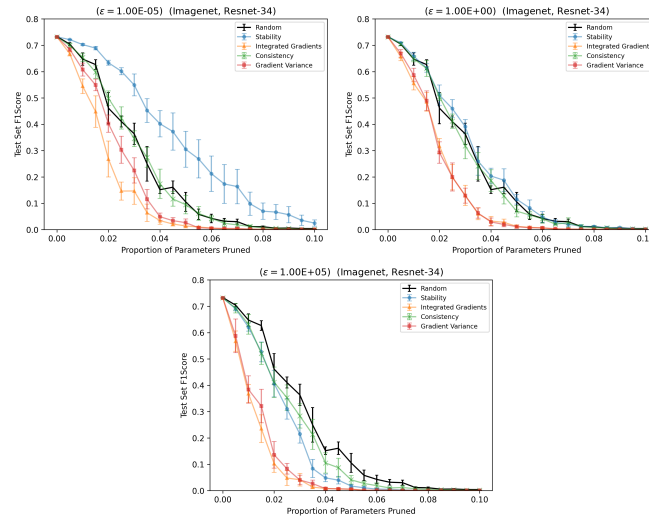 (ε = 1.00E-05) (Imagenet, Resnet-34)
Test Set F1Score
0.8
0.7
0.6
0.5
0.4
0.3
0.2
0.1
0.0
Random
Stability
Integrated Gradients
Consistency
Gradient Variance
0.00 0.02 0.04 0.06 0.08 0.10
Proportion of Parameters Pruned
(ε = 1.00E+00) (Imagenet, Resnet-34)
Test Set F1Score
0.8
0.7
0.6
0.5
0.4
0.3
0.2
0.1
0.0
Random
Stability
Integrated Gradients
Consistency
Gradient Variance
0.00 0.02 0.04 0.06 0.08 0.10
Proportion of Parameters Pruned
(ε = 1.00E+05) (Imagenet, Resnet-34)
Test Set F1Score
0.8
0.7
0.6
0.5
0.4
0.3
0.2
0.1
0.0
Random
Stability
Integrated Gradients
Consistency
Gradient Variance
0.00 0.02 0.04 0.06 0.08 0.10
Proportion of Parameters Pruned